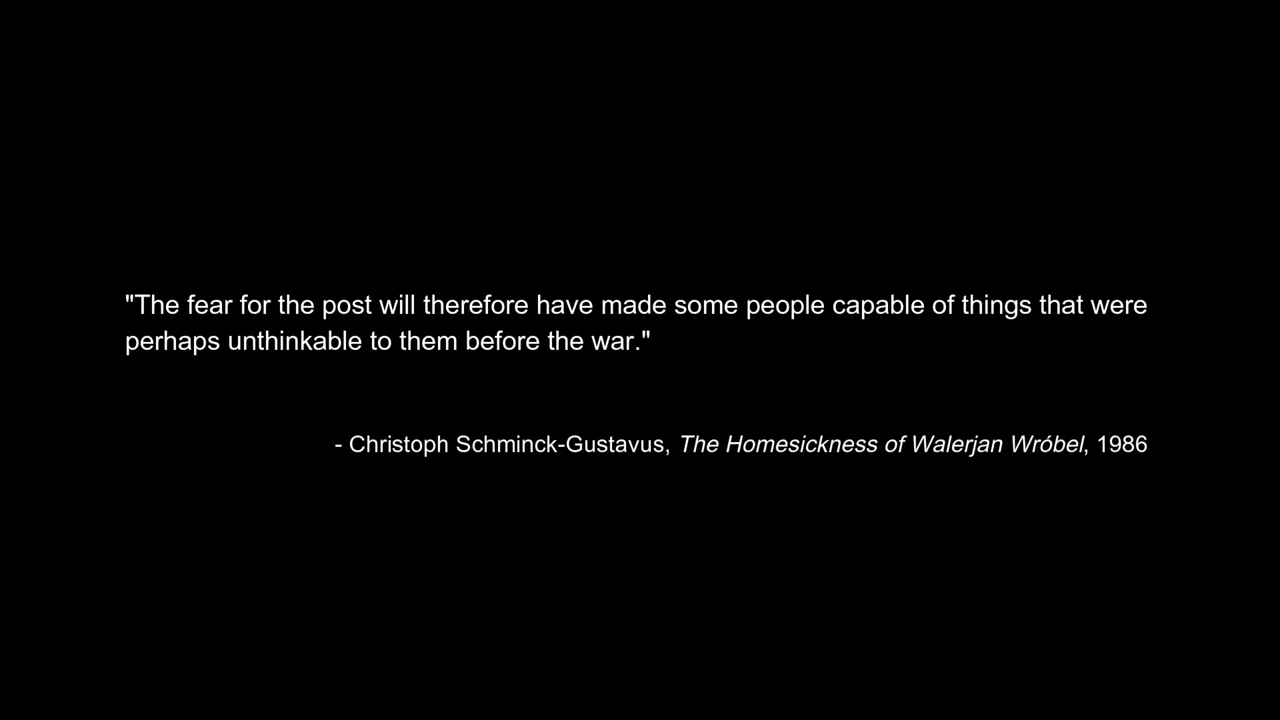 "The fear for the post will therefore have made some people capable of things that were
perhaps unthinkable to them before the war."
- Christoph Schminck-Gustavus, The Homesickness of Walerjan Wróbel, 1986